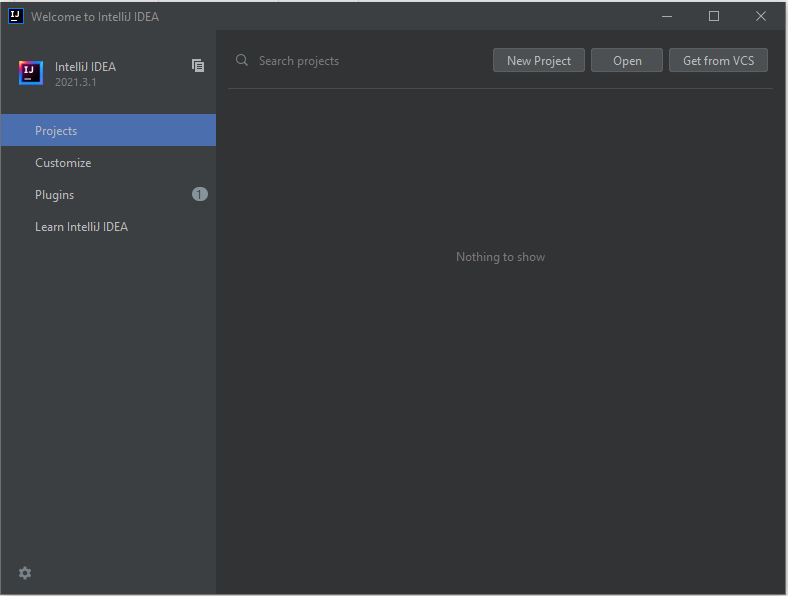 Welcome to IntelliJ IDEA
IntelliJ IDEA
2021.3.1
Projects
Customize
Plugins 1
Learn IntelliJ IDEA
Search projects
New Project
Open
Get from VCS
Nothing to show